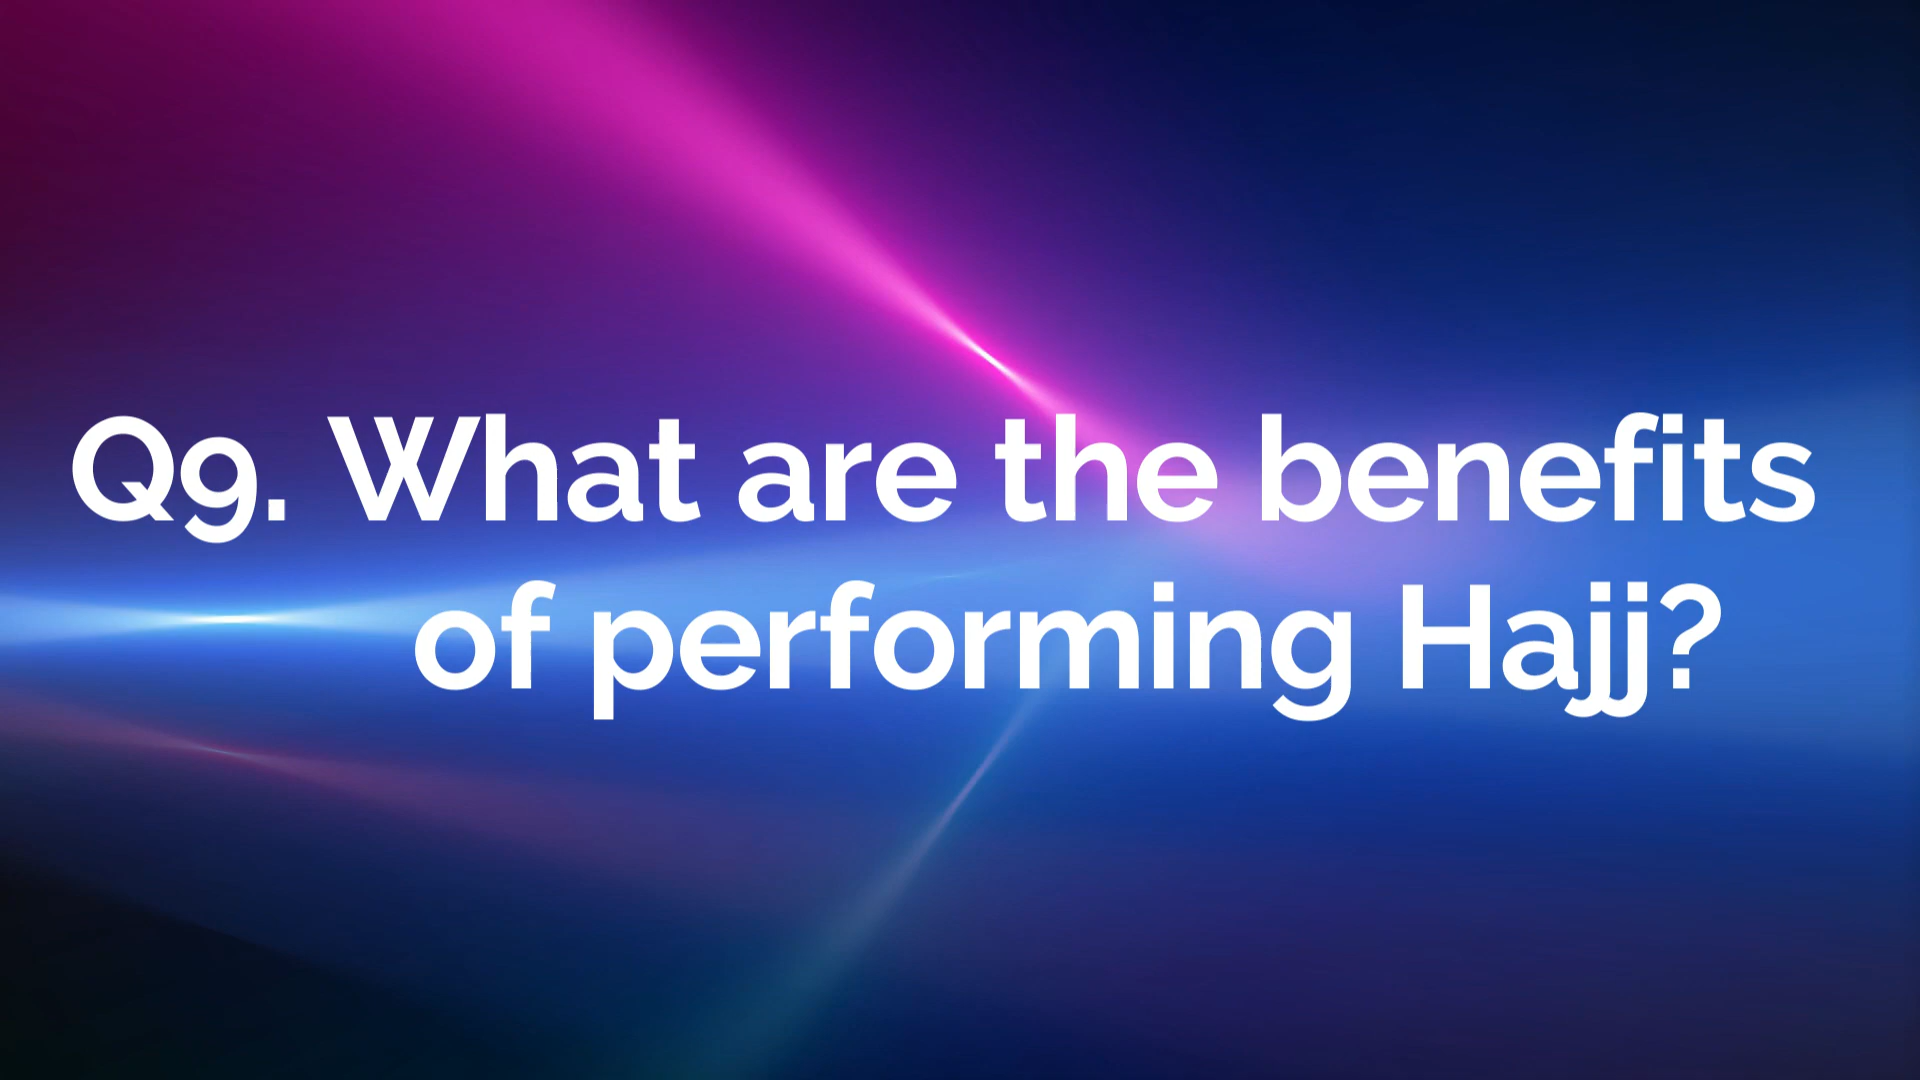 Q9. What are the benefits
of performing Hajj?